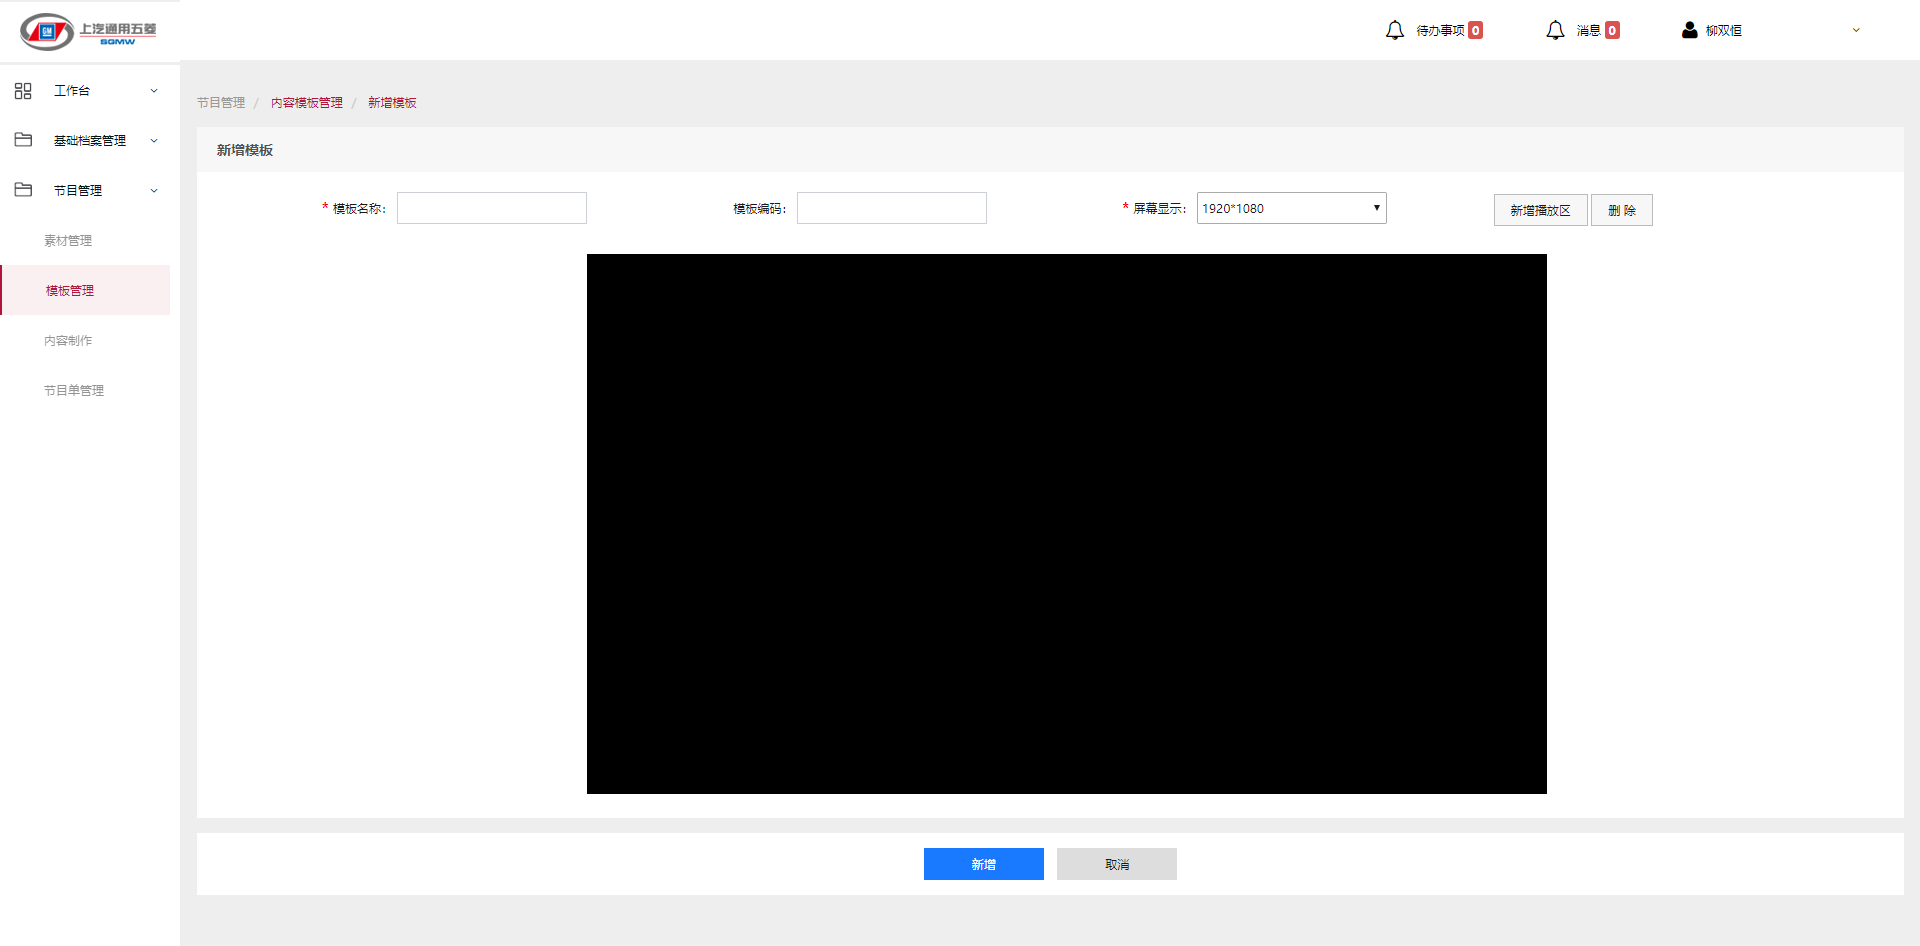 上汽通用五菱
SGMW
GM
待办事项 0
消息 0
柳双恒
工作台
基础档案管理
节目管理
素材管理
模板管理
内容制作
节目单管理
节目管理 / 内容模板管理 / 新增模板
新增模板
* 模板名称:
模板编码:
* 屏幕显示: 1920*1080
新增播放区 删 除
新增 取消